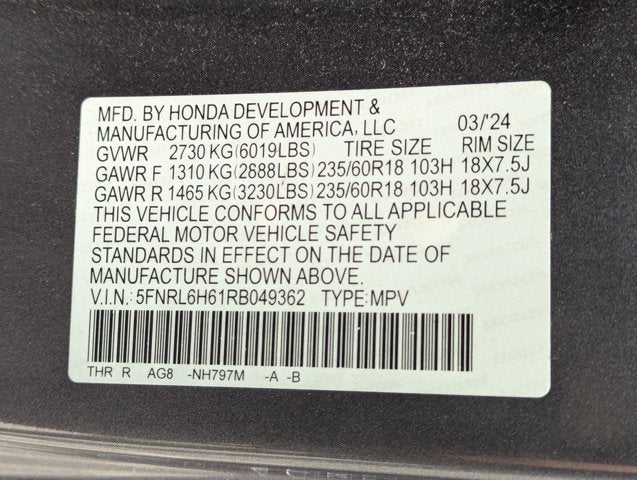 MFD. BY HONDA DEVELOPMENT &
MANUFACTURING OF AMERICA, LLC 03/'24
GVWR 2730 KG(6019LBS) TIRE SIZE RIM SIZE
GAWR F 1310 KG(2688LBS) 235/60R18 103H 18X7.5J
GAWR R 1465 KG(3230LBS) 235/60R18 103H 18X7.5J
THIS VEHICLE CONFORMS TO ALL APPLICABLE
FEDERAL MOTOR VEHICLE SAFETY
STANDARDS IN EFFECT ON THE DATE OF
MANUFACTURE SHOWN ABOVE.
V.I.N.: 5FNRL6H61RB049362 TYPE:MPV
THR R AG8 -NH797M -A -B